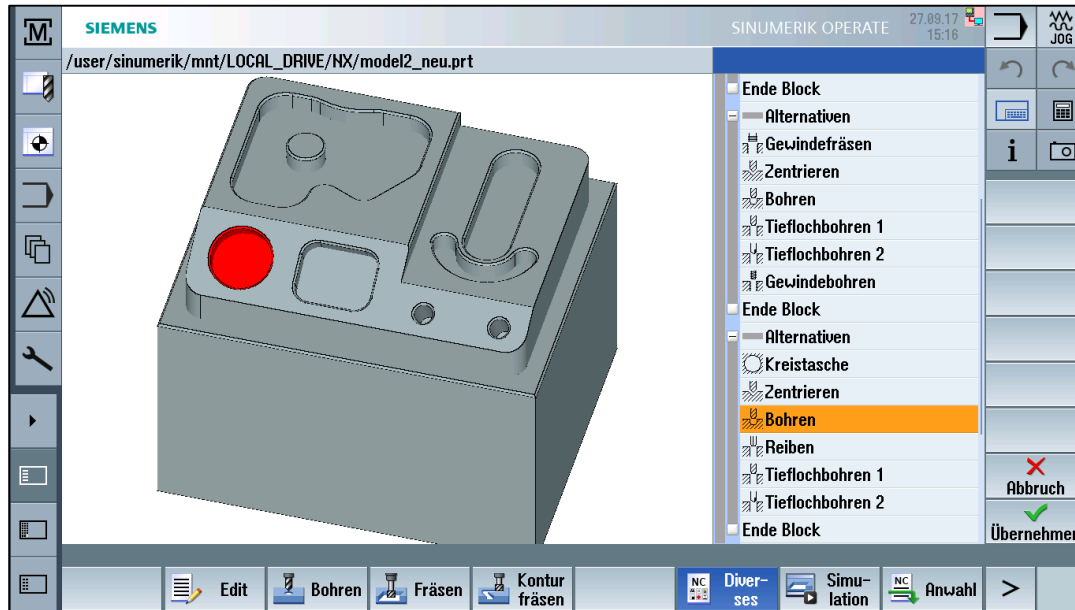 M
SIEMENS
SINUMERIK OPERATE
27.09.17
15:16
JOG
/user/sinumerik/mnt/LOCAL_DRIVE/NX/model2_neu.prt
Ende Block
Alternativen
Gewindefräsen
Zentrieren
Bohren
Tieflochbohren 1
Tieflochbohren 2
Gewindebohren
Ende Block
Alternativen
Kreistasche
Zentrieren
Bohren
Reiben
Tieflochbohren 1
Tieflochbohren 2
Ende Block
i
Abbruch
Übernehmen
Edit
Bohren
Fräsen
Kontur
fräsen
NC
Diver-
ses
Simu-
lation
NC
Anwahl
>